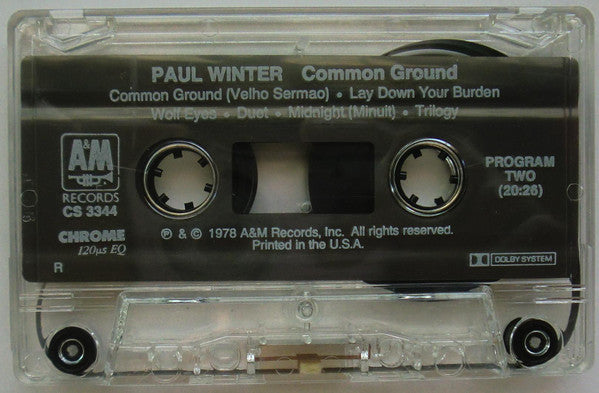 PAUL WINTER Common Ground
Common Ground (Velho Sermao) • Lay Down Your Burden
Wolf Eyes • Duet • Midnight (Minuit) • Trilogy
A&M
RECORDS
CS 3344
CHROME
120µs EQ
R
PROGRAM
TWO
(20:26)
℗ & © 1978 A&M Records, Inc. All rights reserved.
Printed in the U.S.A.
DOLBY SYSTEM